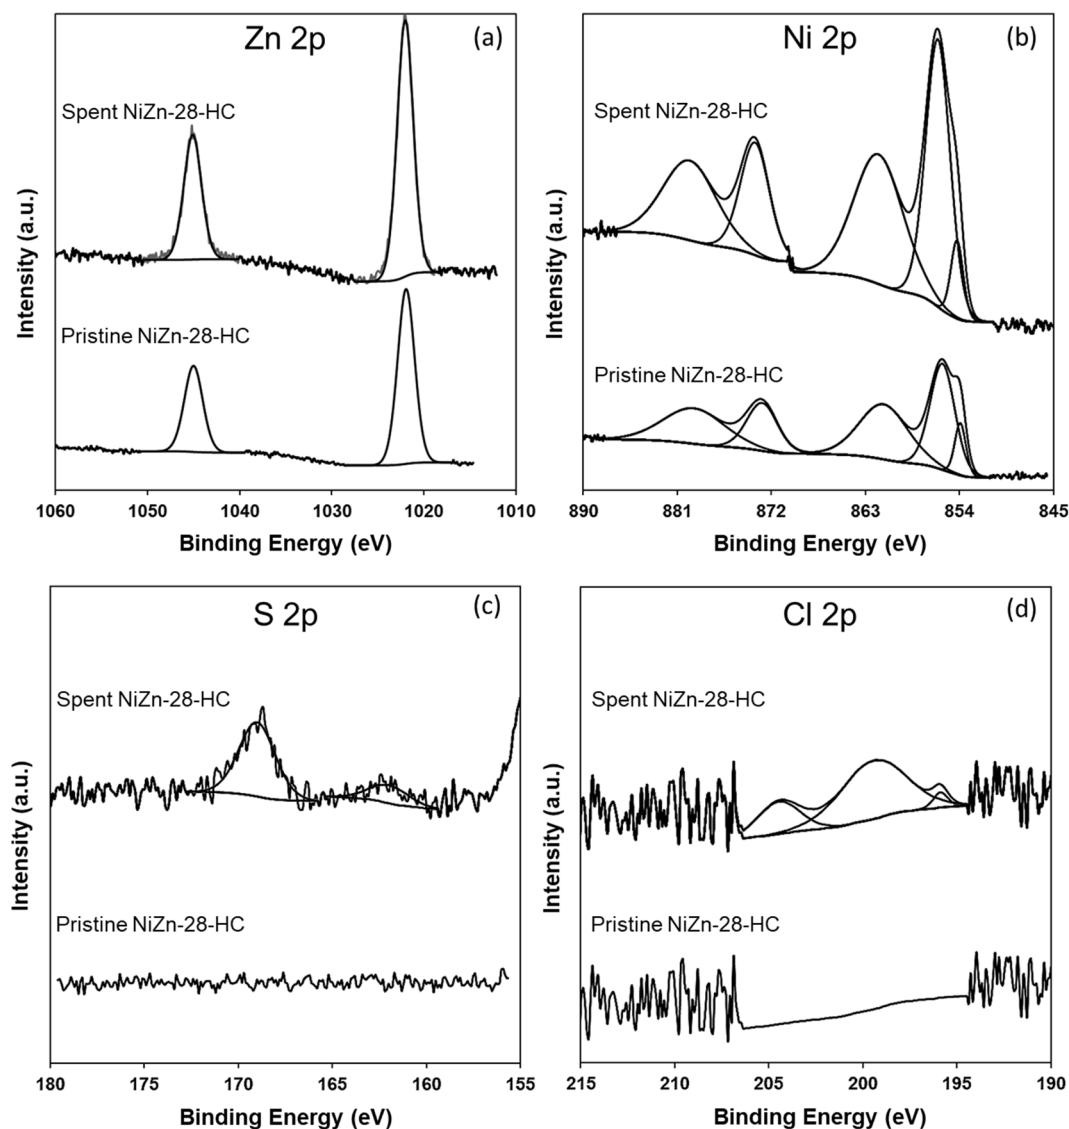 Zn 2p
(a)
Spent NiZn-28-HC
Pristine NiZn-28-HC
Intensity (a.u.)
1060 1050 1040 1030 1020 1010
Binding Energy (eV)
Ni 2p
(b)
Spent NiZn-28-HC
Pristine NiZn-28-HC
Intensity (a.u.)
890 881 872 863 854 845
Binding Energy (eV)
S 2p
(c)
Spent NiZn-28-HC
Pristine NiZn-28-HC
Intensity (a.u.)
180 175 170 165 160 155
Binding Energy (eV)
Cl 2p
(d)
Spent NiZn-28-HC
Pristine NiZn-28-HC
Intensity (a.u.)
215 210 205 200 195 190
Binding Energy (eV)